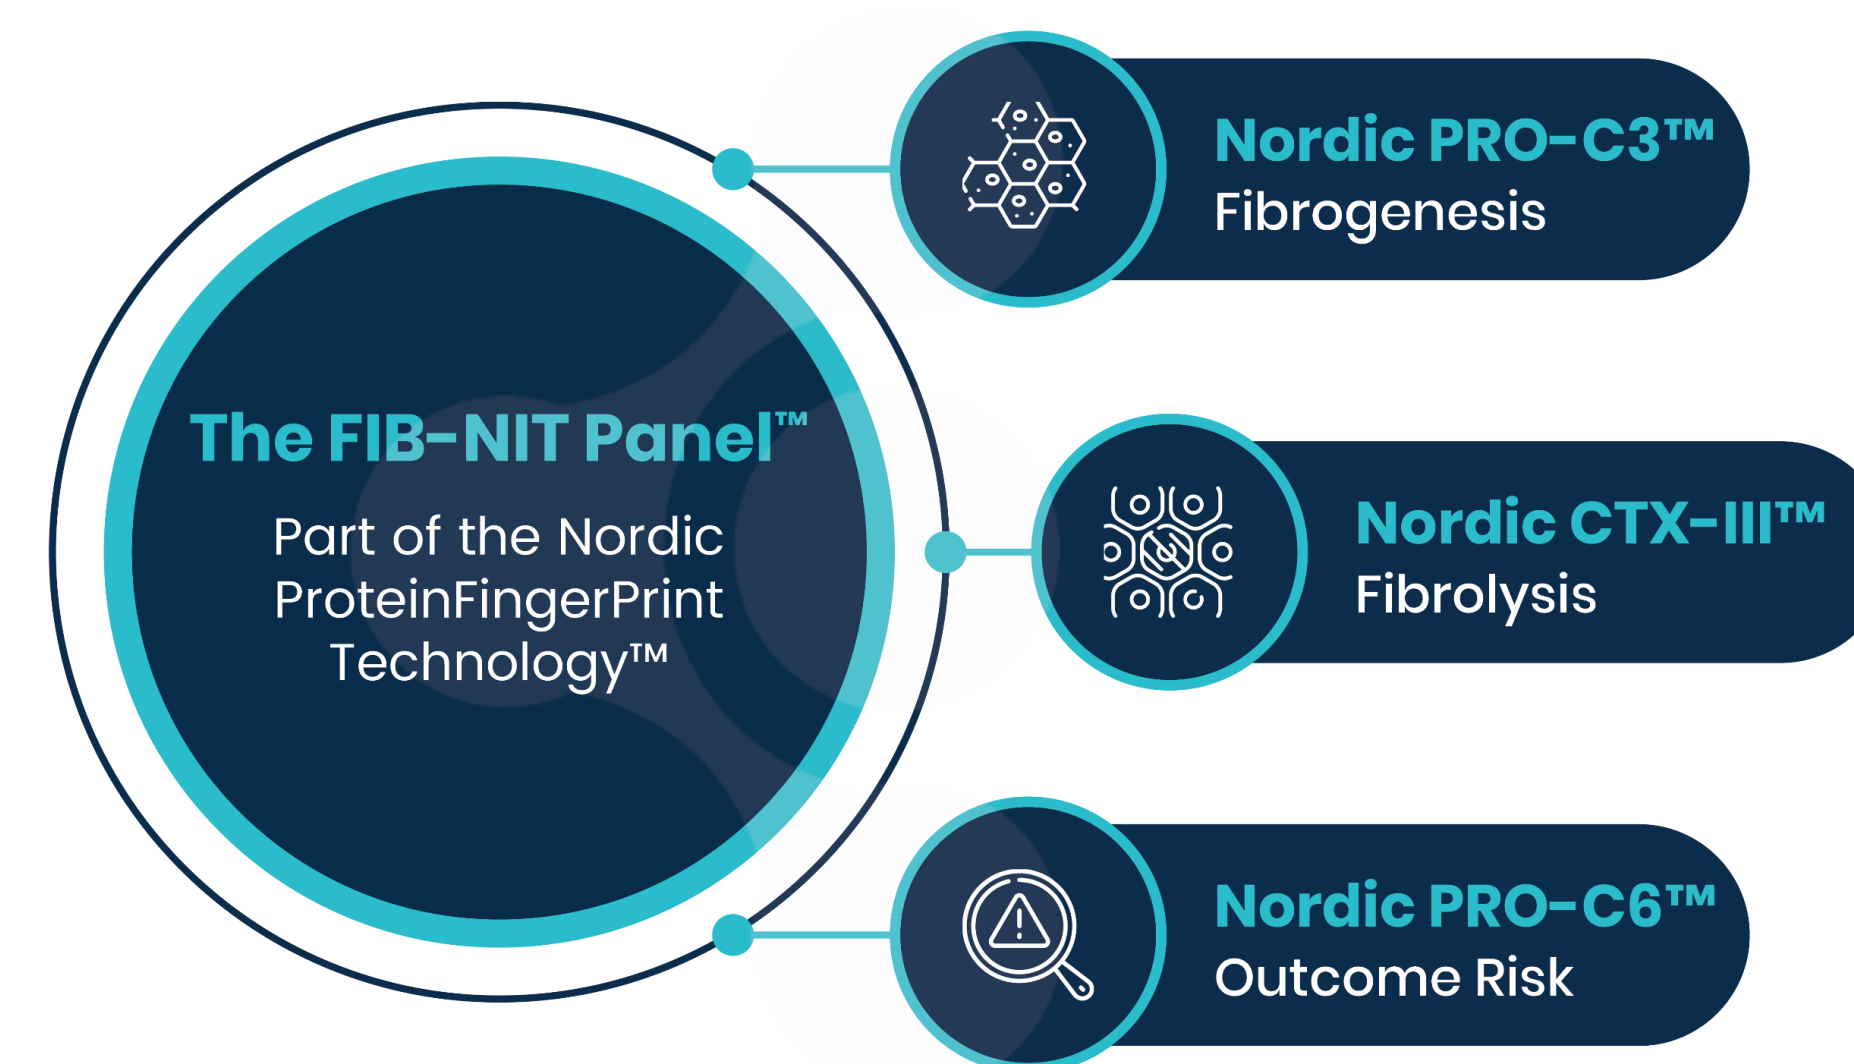 The FIB-NIT Panel™
Part of the Nordic
ProteinFingerPrint
Technology™
Nordic PRO-C3™
Fibrogenesis
Nordic CTX-III™
Fibrolysis
Nordic PRO-C6™
Outcome Risk